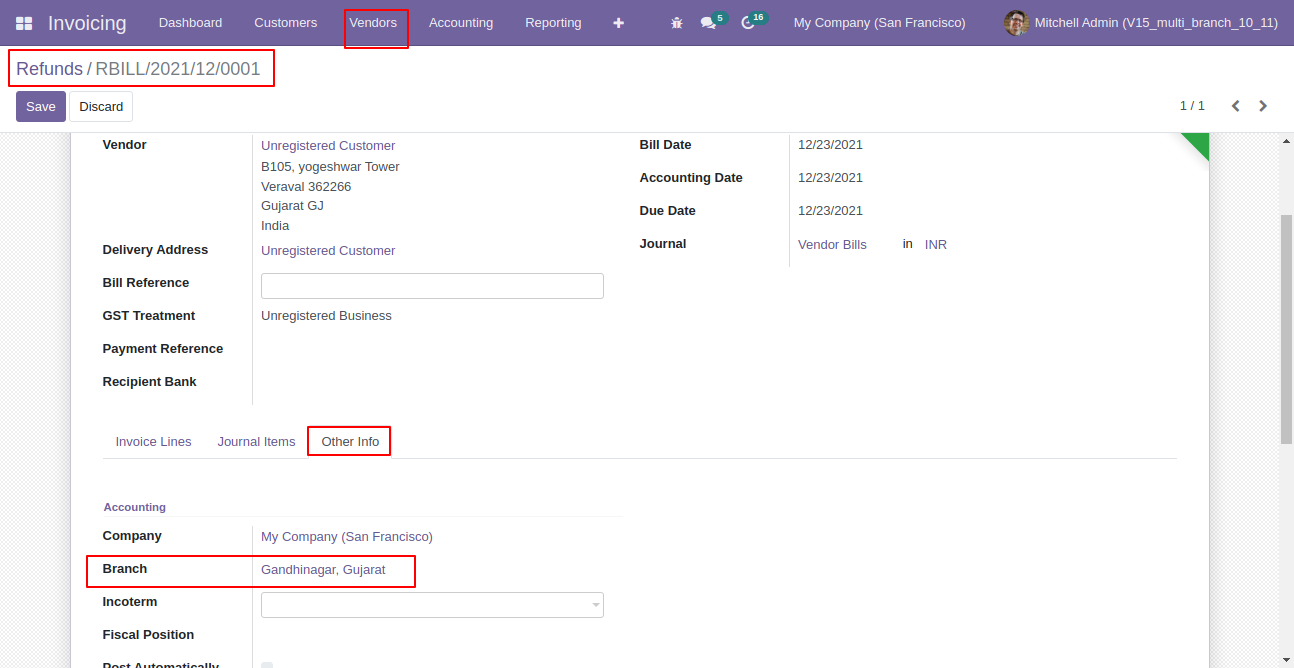 Invoicing Dashboard Customers Vendors Accounting Reporting + 5 16 My Company (San Francisco) Mitchell Admin (V15_multi_branch_10_11)
Refunds / RBILL/2021/12/0001
Save Discard 1 / 1
Vendor Unregistered Customer Bill Date 12/23/2021
B105, yogeshwar Tower
Accounting Date 12/23/2021
Veraval 362266
Gujarat GJ Due Date 12/23/2021
India
Delivery Address Unregistered Customer Journal Vendor Bills in INR
Bill Reference
GST Treatment Unregistered Business
Payment Reference
Recipient Bank
Invoice Lines Journal Items Other Info
Accounting
Company My Company (San Francisco)
Branch Gandhinagar, Gujarat
Incoterm
Fiscal Position
Post Automatically